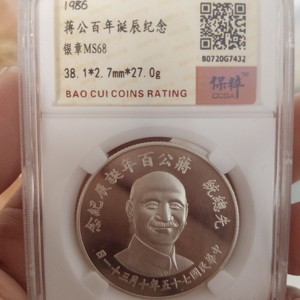 1986
蒋公百年诞辰纪念
银章MS68
38.1*2.7mm*27.0g
B0720G7432
保粹
BAO CUI COINS RATING
先總統 蔣公百年誕辰紀念
中華民國七十五年十月三十一日